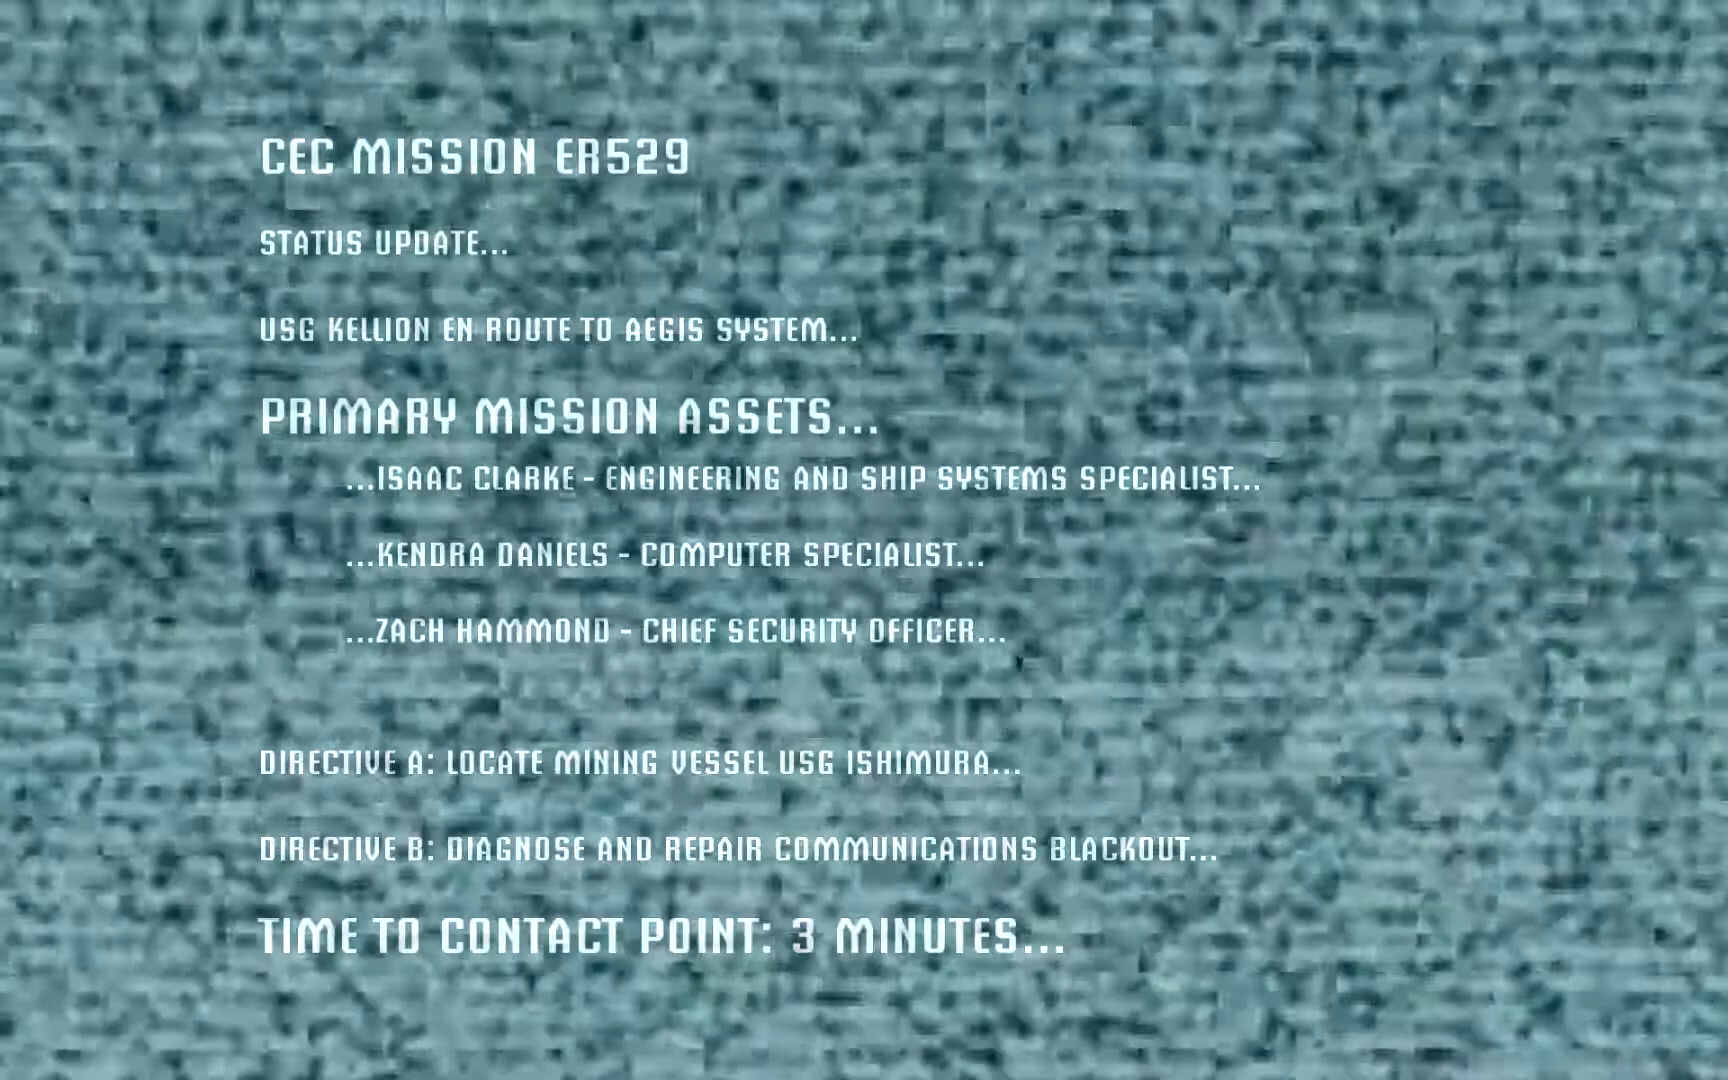 CEC MISSION ER529
STATUS UPDATE...
USG KELLION EN ROUTE TO AEGIS SYSTEM...
PRIMARY MISSION ASSETS...
...ISAAC CLARKE - ENGINEERING AND SHIP SYSTEMS SPECIALIST...
...KENDRA DANIELS - COMPUTER SPECIALIST...
...ZACH HAMMOND - CHIEF SECURITY OFFICER...
DIRECTIVE A: LOCATE MINING VESSEL USG ISHIMURA...
DIRECTIVE B: DIAGNOSE AND REPAIR COMMUNICATIONS BLACKOUT...
TIME TO CONTACT POINT: 3 MINUTES...